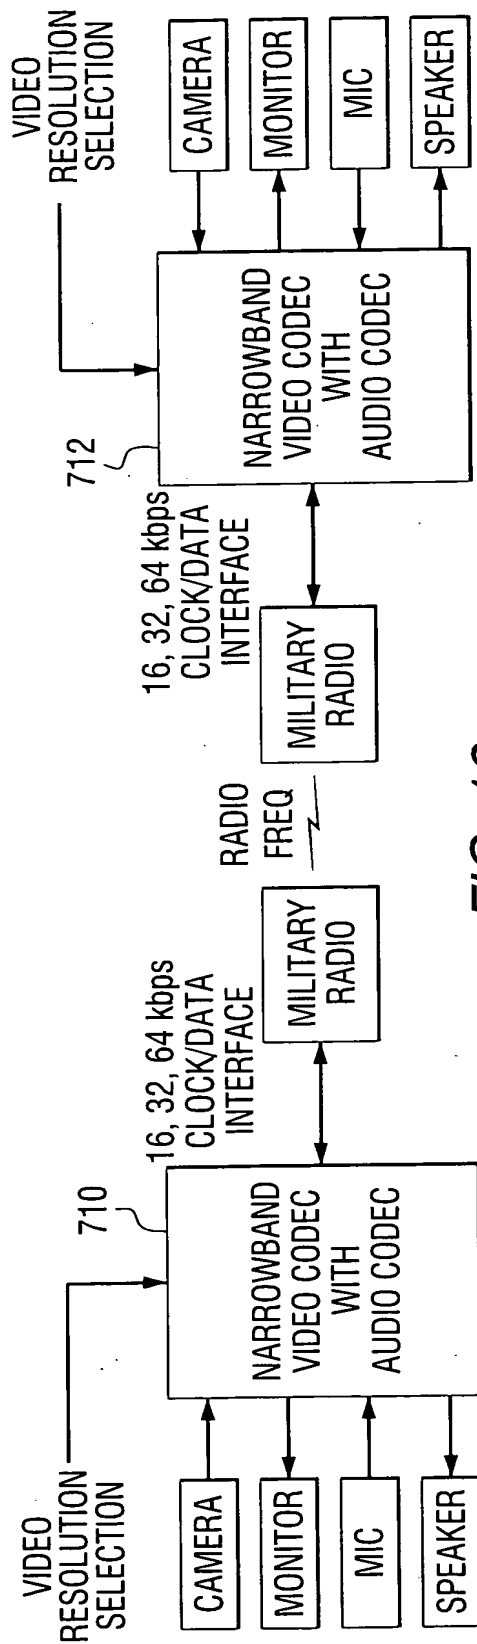 VIDEO
RESOLUTION
SELECTION
CAMERA
MONITOR
MIC
SPEAKER
710
NARROWBAND
VIDEO CODEC
WITH
AUDIO CODEC
16, 32, 64 kbps
CLOCK/DATA
INTERFACE
MILITARY
RADIO
RADIO
FREQ
MILITARY
RADIO
16, 32, 64 kbps
CLOCK/DATA
INTERFACE
712
NARROWBAND
VIDEO CODEC
WITH
AUDIO CODEC
VIDEO
RESOLUTION
SELECTION
CAMERA
MONITOR
MIC
SPEAKER